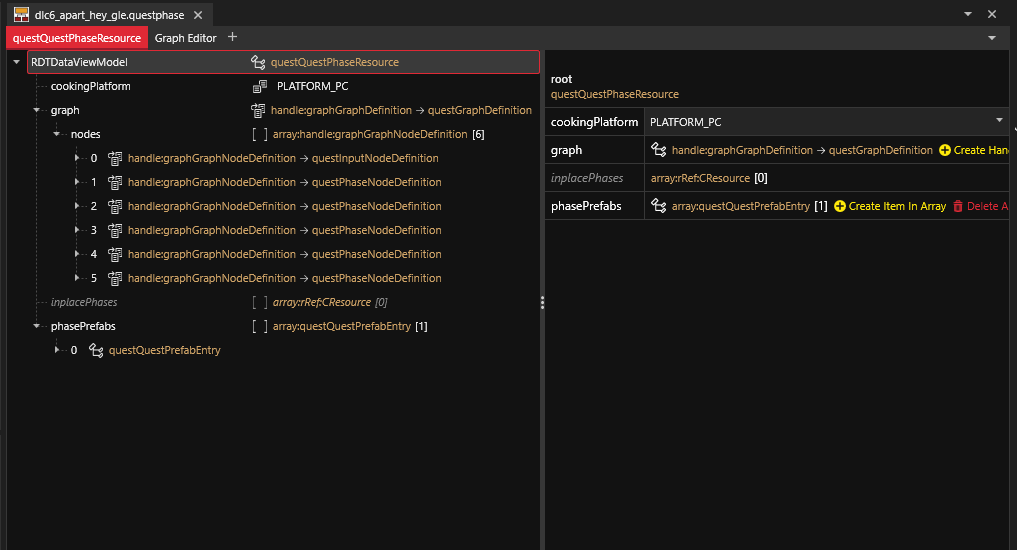 dlc6_apart_hey_gle.questphase
questQuestPhaseResource Graph Editor
RDTDataViewModel questQuestPhaseResource
cookingPlatform PLATFORM_PC
graph handle:graphGraphDefinition → questGraphDefinition
nodes [ ] array:handle:graphGraphNodeDefinition [6]
0 handle:graphGraphNodeDefinition → questInputNodeDefinition
1 handle:graphGraphNodeDefinition → questPhaseNodeDefinition
2 handle:graphGraphNodeDefinition → questPhaseNodeDefinition
3 handle:graphGraphNodeDefinition → questPhaseNodeDefinition
4 handle:graphGraphNodeDefinition → questPhaseNodeDefinition
5 handle:graphGraphNodeDefinition → questPhaseNodeDefinition
inplacePhases [ ] array:rRef:CResource [0]
phasePrefabs [ ] array:questQuestPrefabEntry [1]
0 questQuestPrefabEntry
root
questQuestPhaseResource
cookingPlatform PLATFORM_PC
graph handle:graphGraphDefinition → questGraphDefinition Create Han
inplacePhases array:rRef:CResource [0]
phasePrefabs array:questQuestPrefabEntry [1] Create Item In Array Delete A